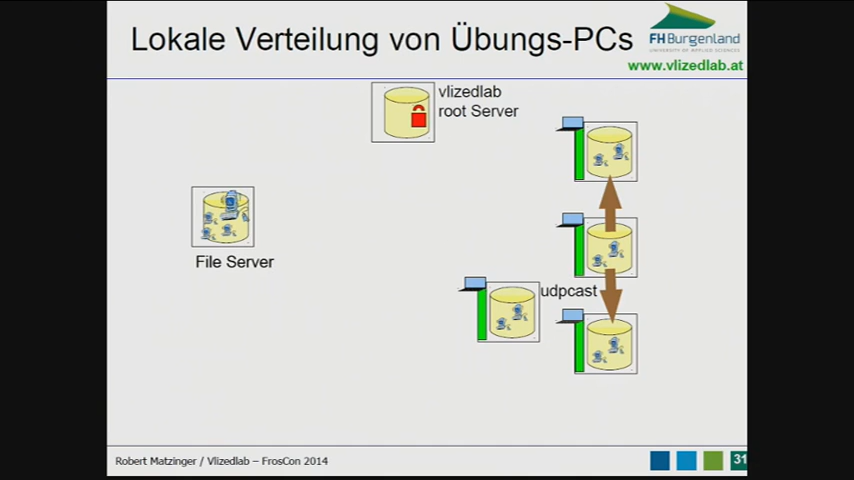 Lokale Verteilung von Übungs-PCs
FH Burgenland
UNIVERSITY OF APPLIED SCIENCES
www.vlizedlab.at
vlizedlab
root Server
File Server
udpcast
Robert Matzinger / Vlizedlab – FrosCon 2014
31